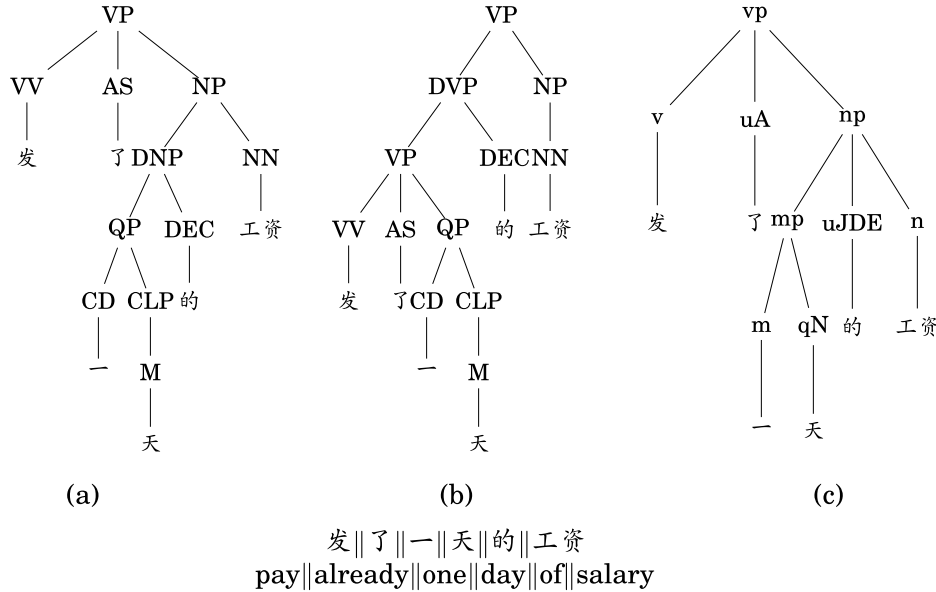 VP VP vp
VV AS NP DVP NP v uA np
发 了 DNP NN VP DEC NN
QP DEC 工资 VV AS QP 的 工资 发 了 mp uJDE n
CD CLP 的 发 了 CD CLP
一 M 一 M m qN 的 工资
天 天 一 天
(a) (b) (c)
发||了||一||天||的||工资
pay||already||one||day||of||salary